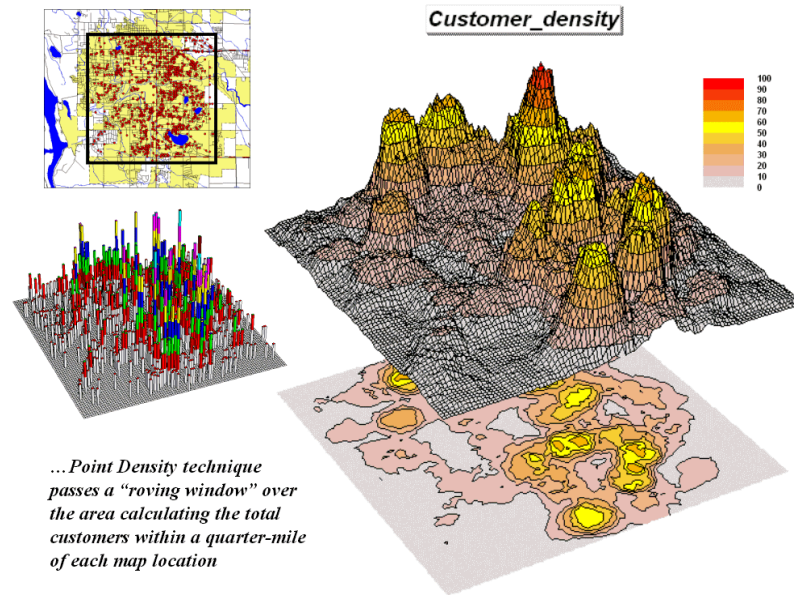 Customer_density
100
90
80
70
60
50
40
30
20
10
0
…Point Density technique
passes a “roving window” over
the area calculating the total
customers within a quarter-mile
of each map location